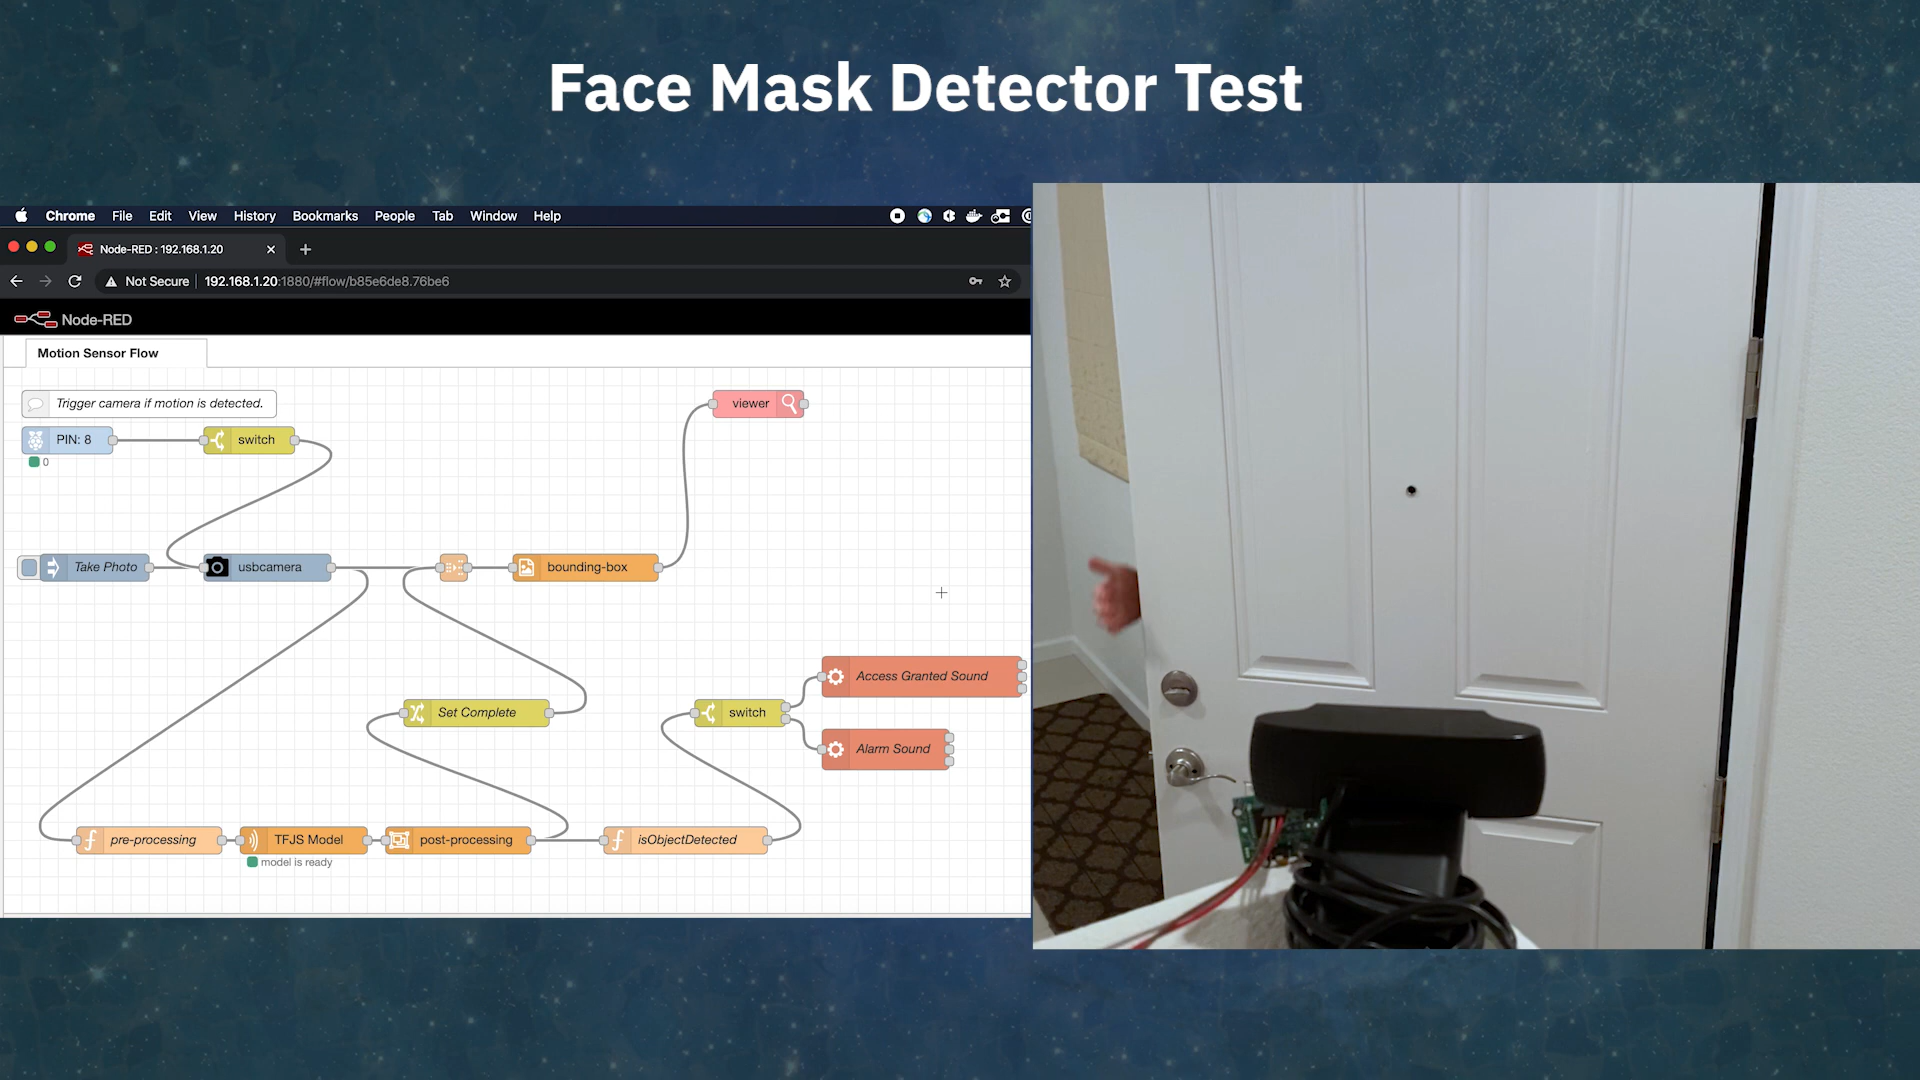 Face Mask Detector Test
Chrome File Edit View History Bookmarks People Tab Window Help
Node-RED : 192.168.1.20
Not Secure 192.168.1.20:1880/#flow/b85e6de8.76be6
Node-RED
Motion Sensor Flow
Trigger camera if motion is detected.
viewer
PIN: 8
switch
0
Take Photo
usbcamera
bounding-box
Access Granted Sound
Set Complete
switch
Alarm Sound
pre-processing
TFJS Model
post-processing
isObjectDetected
model is ready